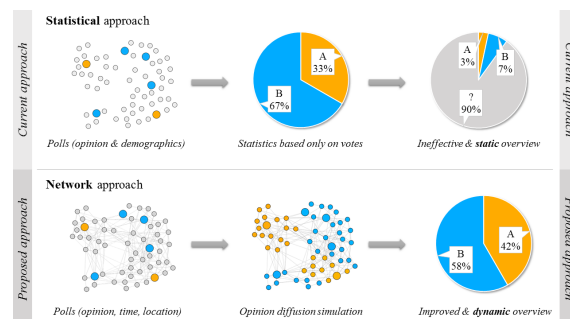 Statistical approach
Current approach
A
33%
B
67%
A
3%
B
7%
?
90%
Current approach
Polls (opinion & demographics)
Statistics based only on votes
Ineffective & static overview
Network approach
Proposed approach
A
42%
B
58%
Proposed approach
Polls (opinion, time, location)
Opinion diffusion simulation
Improved & dynamic overview